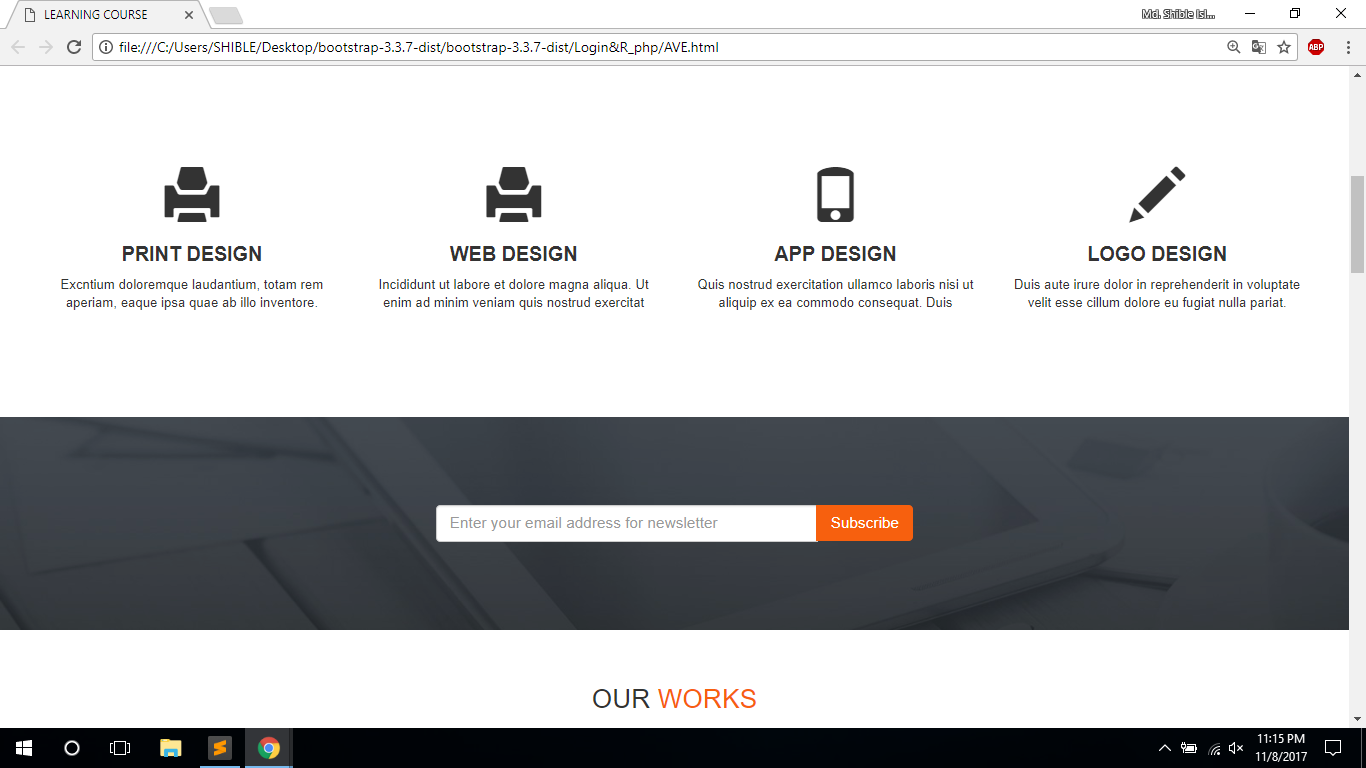 LEARNING COURSE
Md. Shible Isl...
file:///C:/Users/SHIBLE/Desktop/bootstrap-3.3.7-dist/bootstrap-3.3.7-dist/Login&R_php/AVE.html
ABP
PRINT DESIGN
Excntium doloremque laudantium, totam rem
aperiam, eaque ipsa quae ab illo inventore.
WEB DESIGN
Incididunt ut labore et dolore magna aliqua. Ut
enim ad minim veniam quis nostrud exercitat
APP DESIGN
Quis nostrud exercitation ullamco laboris nisi ut
aliquip ex ea commodo consequat. Duis
LOGO DESIGN
Duis aute irure dolor in reprehenderit in voluptate
velit esse cillum dolore eu fugiat nulla pariat.
Enter your email address for newsletter
Subscribe
OUR WORKS
11:15 PM
11/8/2017